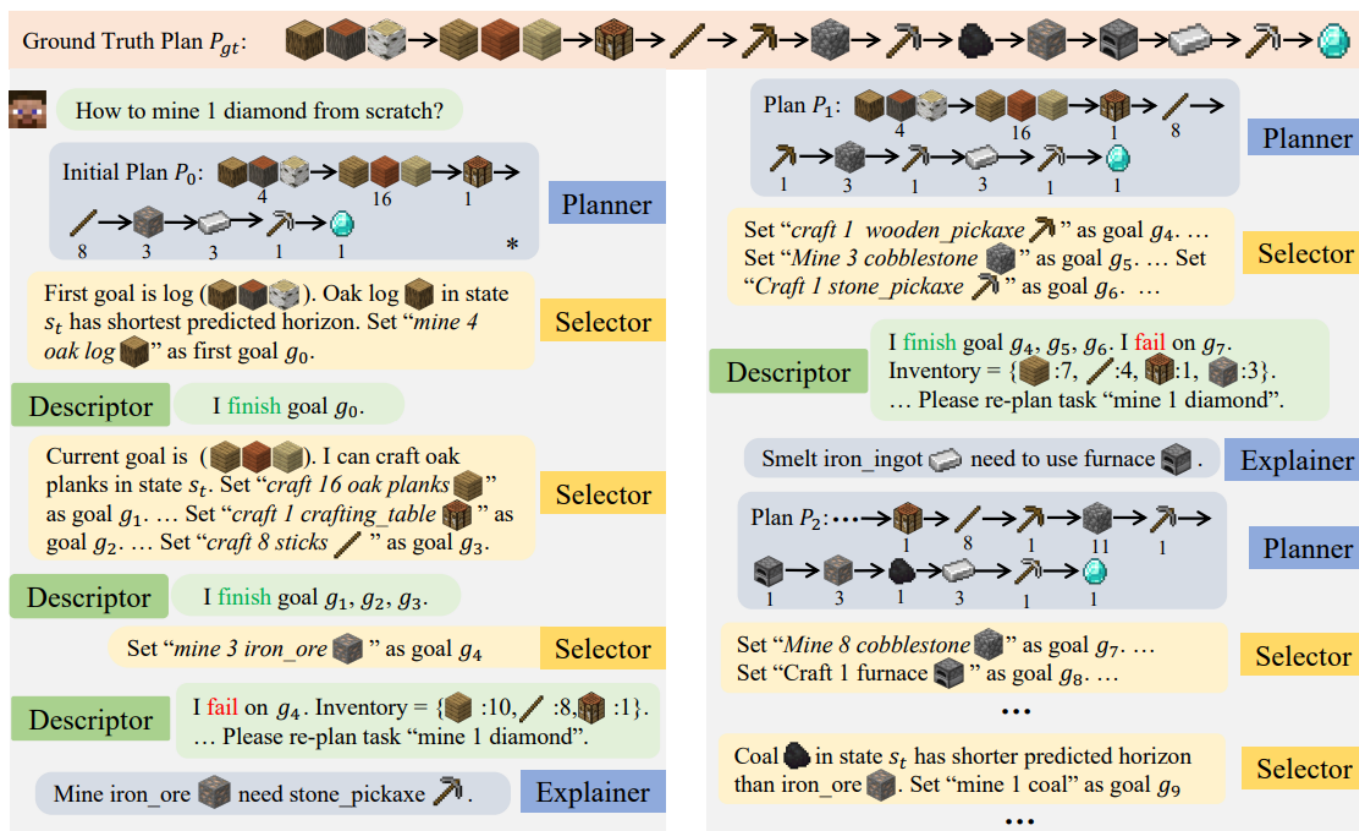 Ground Truth Plan P_gt:
How to mine 1 diamond from scratch?
Initial Plan P_0:
4 16 1
8 3 3 1 1 *
Planner
First goal is log ( ). Oak log in state
s_t has shortest predicted horizon. Set “mine 4
oak log ” as first goal g_0.
Selector
Descriptor
I finish goal g_0.
Current goal is ( ). I can craft oak
planks in state s_t. Set “craft 16 oak planks ”
as goal g_1. … Set “craft 1 crafting_table ” as
goal g_2. … Set “craft 8 sticks ” as goal g_3.
Selector
Descriptor
I finish goal g_1, g_2, g_3.
Set “mine 3 iron_ore ” as goal g_4
Selector
Descriptor
I fail on g_4. Inventory = { :10, :8, :1}.
… Please re-plan task “mine 1 diamond”.
Mine iron_ore need stone_pickaxe .
Explainer
Plan P_1:
4 16 1 8
1 3 1 3 1 1
Planner
Set “craft 1 wooden_pickaxe ” as goal g_4. …
Set “Mine 3 cobblestone ” as goal g_5. … Set
“Craft 1 stone_pickaxe ” as goal g_6. …
Selector
Descriptor
I finish goal g_4, g_5, g_6. I fail on g_7.
Inventory = { :7, :4, :1, :3}.
… Please re-plan task “mine 1 diamond”.
Smelt iron_ingot need to use furnace .
Explainer
Plan P_2: …
1 8 1 11 1
1 3 1 3 1 1
Planner
Set “Mine 8 cobblestone ” as goal g_7. …
Set “Craft 1 furnace ” as goal g_8. …
Selector
…
Coal in state s_t has shorter predicted horizon
than iron_ore . Set “mine 1 coal” as goal g_9
Selector
…